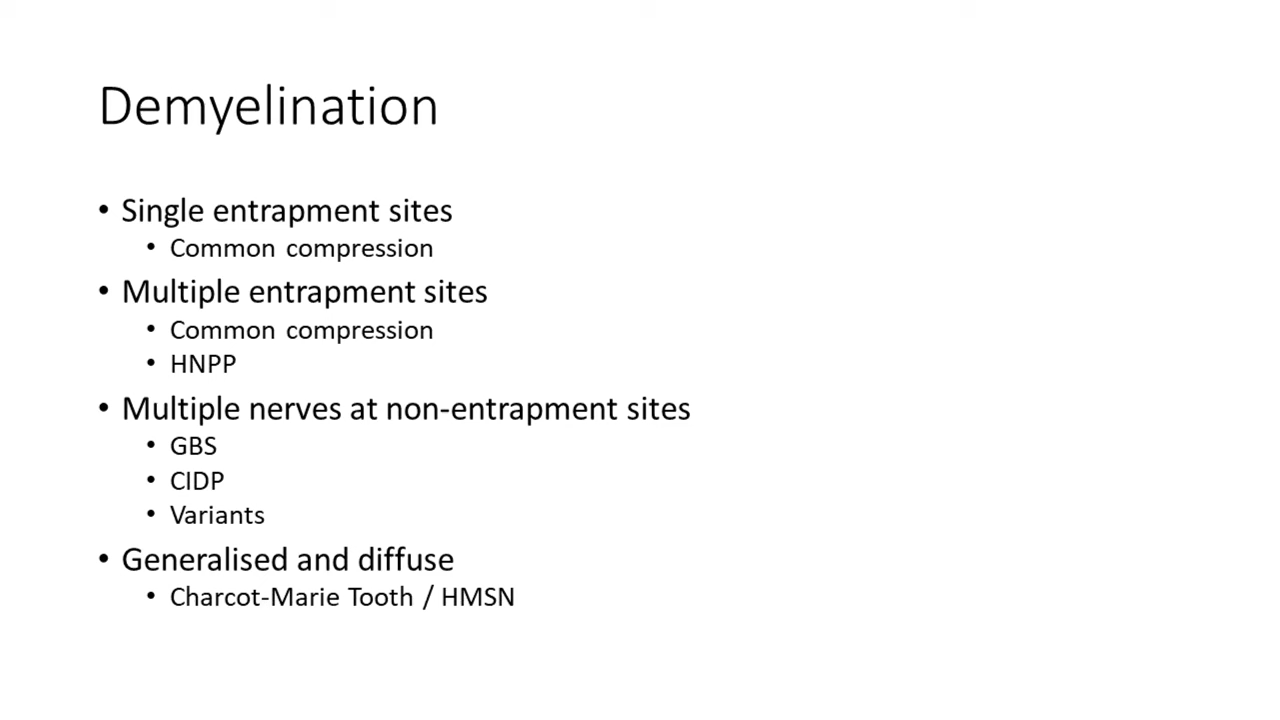 Demyelination
• Single entrapment sites
• Common compression
• Multiple entrapment sites
• Common compression
• HNPP
• Multiple nerves at non-entrapment sites
• GBS
• CIDP
• Variants
• Generalised and diffuse
• Charcot-Marie Tooth / HMSN